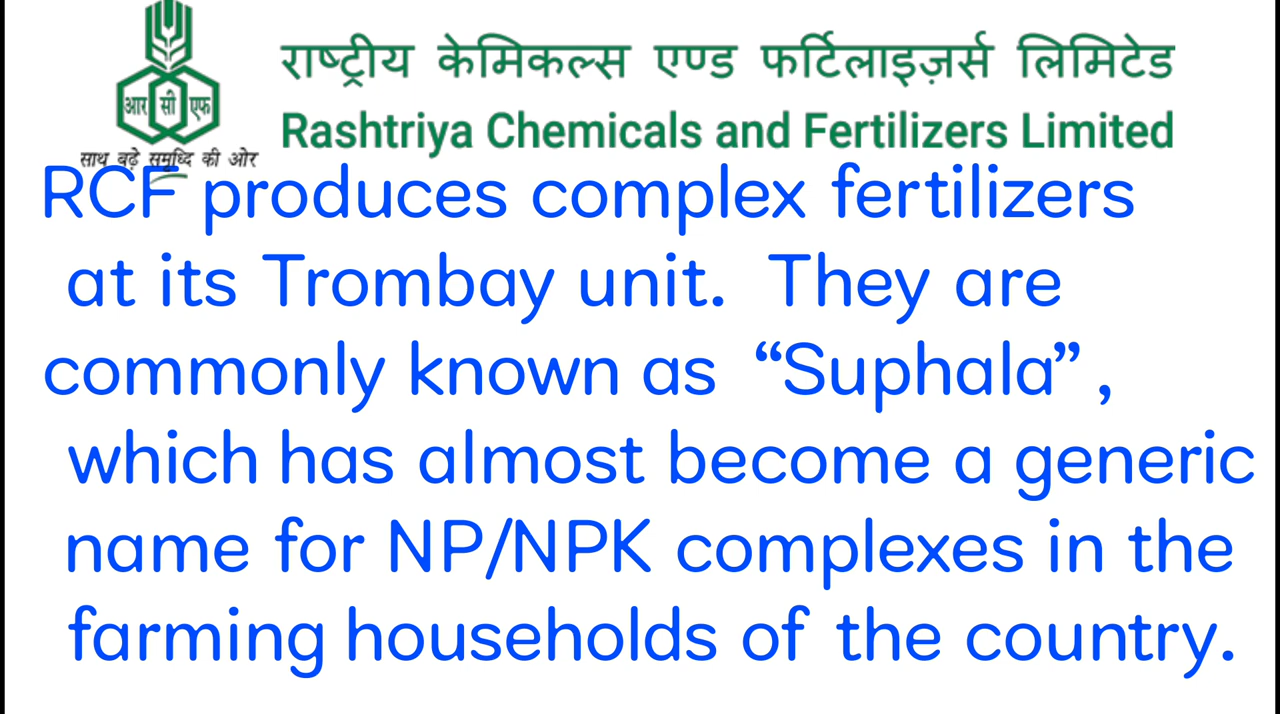 आर सी एफ
साथ बढ़े समृध्दि की ओर
राष्ट्रीय केमिकल्स एण्ड फर्टिलाइज़र्स लिमिटेड
Rashtriya Chemicals and Fertilizers Limited
RCF produces complex fertilizers
at its Trombay unit. They are
commonly known as “Suphala”,
which has almost become a generic
name for NP/NPK complexes in the
farming households of the country.